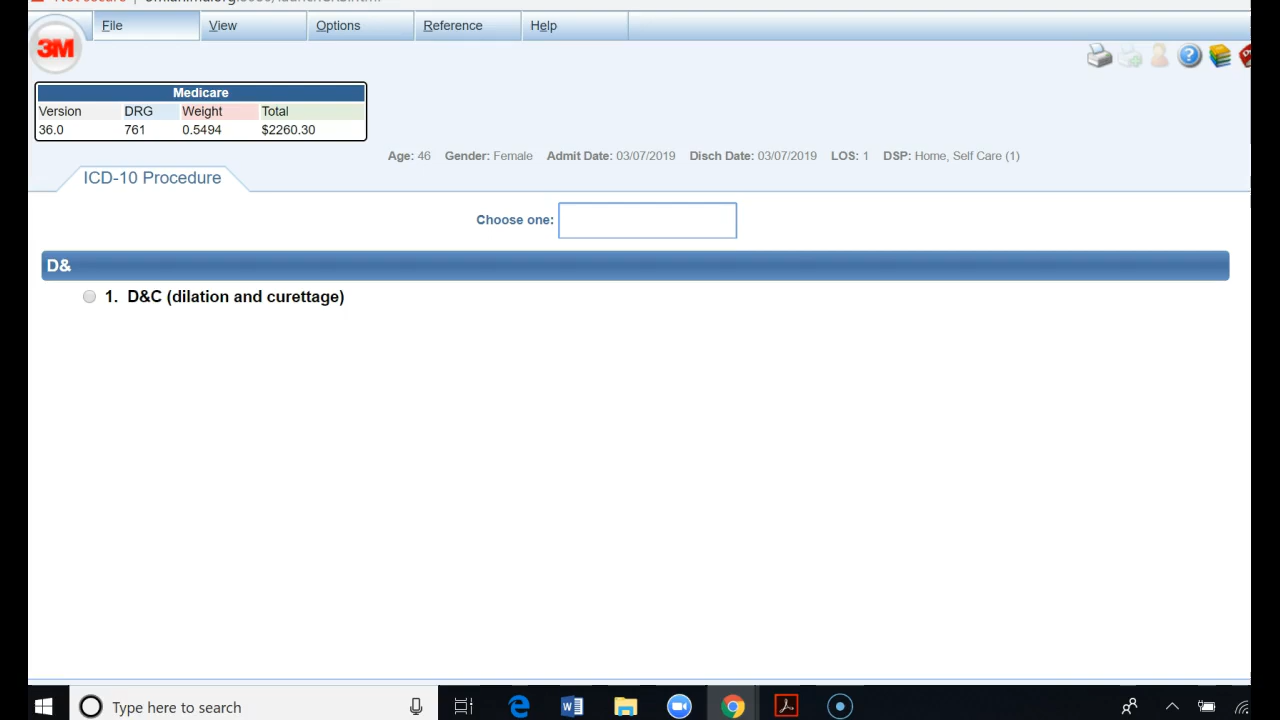 File View Options Reference Help
3M
Medicare
Version DRG Weight Total
36.0 761 0.5494 $2260.30
Age: 46 Gender: Female Admit Date: 03/07/2019 Disch Date: 03/07/2019 LOS: 1 DSP: Home, Self Care (1)
ICD-10 Procedure
Choose one:
D&
1. D&C (dilation and curettage)
Type here to search